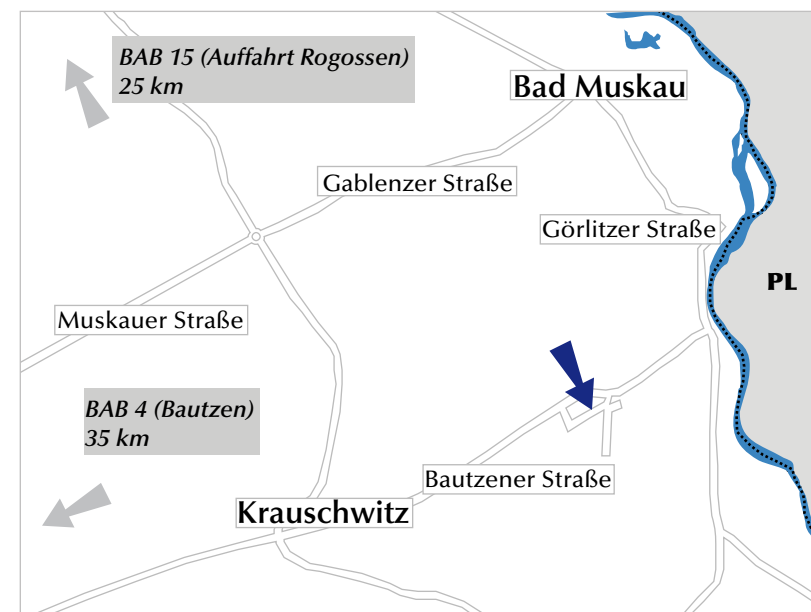 BAB 15 (Auffahrt Rogossen)
25 km
Bad Muskau
Gablenzer Straße
Görlitzer Straße
PL
Muskauer Straße
BAB 4 (Bautzen)
35 km
Bautzener Straße
Krauschwitz